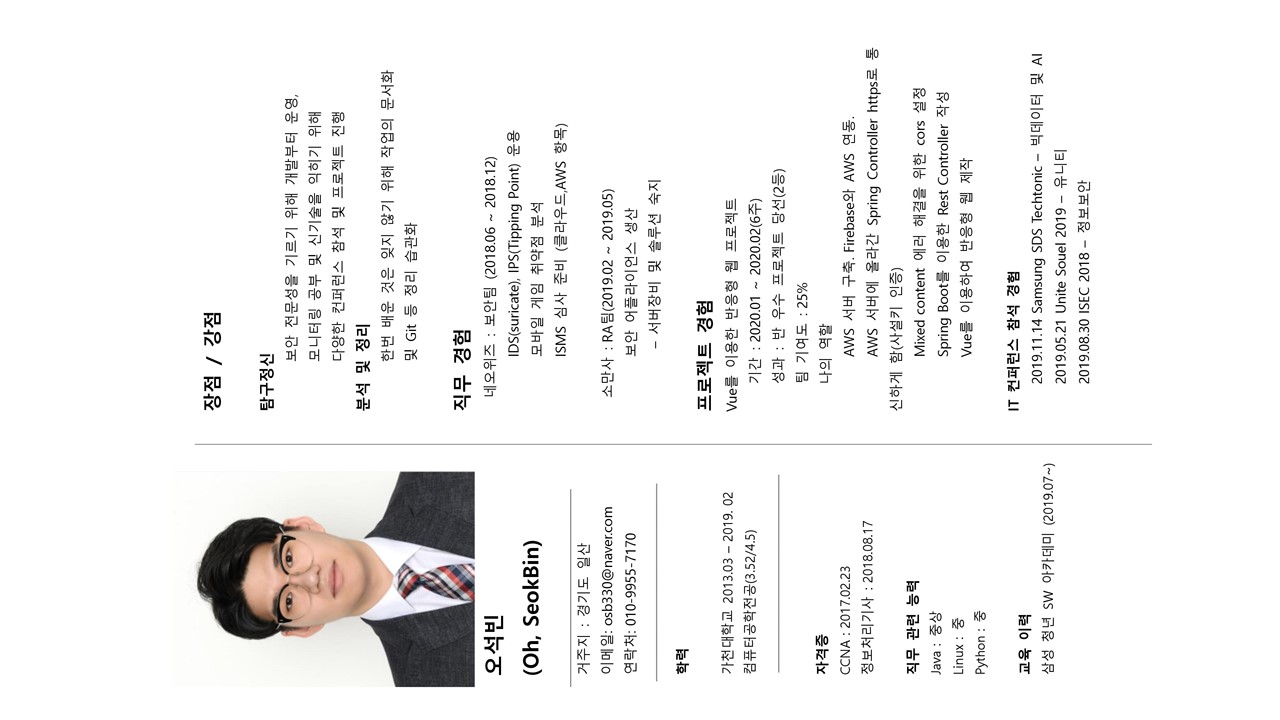 오석빈
(Oh, SeokBin)
거주지 : 경기도 일산
이메일: osb330@naver.com
연락처: 010-9955-7170
학력
가천대학교 2013.03 – 2019. 02
컴퓨터공학전공(3.52/4.5)
자격증
CCNA : 2017.02.23
정보처리기사 : 2018.08.17
직무 관련 능력
Java : 중상
Linux : 중
Python : 중
교육 이력
삼성 청년 SW 아카데미 (2019.07~)
장점 / 강점
탐구정신
보안 전문성을 기르기 위해 개발부터 운영,
모니터링 공부 및 신기술을 익히기 위해
다양한 컨퍼런스 참석 및 프로젝트 진행
분석 및 정리
한번 배운 것은 잊지 않기 위해 작업의 문서화
및 Git 등 정리 습관화
직무 경험
네오위즈 : 보안팀 (2018.06 ~ 2018.12)
IDS(suricate), IPS(Tipping Point) 운용
모바일 게임 취약점 분석
ISMS 심사 준비 (클라우드,AWS 항목)
소만사 : RA팀(2019.02 ~ 2019.05)
보안 어플라이언스 생산
– 서버장비 및 솔루션 숙지
프로젝트 경험
Vue를 이용한 반응형 웹 프로젝트
기간 : 2020.01 ~ 2020.02(6주)
성과 : 반 우수 프로젝트 당선(2등)
팀 기여도 : 25%
나의 역할
AWS 서버 구축. Firebase와 AWS 연동.
AWS 서버에 올라간 Spring Controller https로 통
신하게 함(사설키 인증)
Mixed content 에러 해결을 위한 cors 설정
Spring Boot를 이용한 Rest Controller 작성
Vue를 이용하여 반응형 웹 제작
IT 컨퍼런스 참석 경험
2019.11.14 Samsung SDS Techtonic – 빅데이터 및 AI
2019.05.21 Unite Souel 2019 – 유니티
2019.08.30 ISEC 2018 – 정보보안